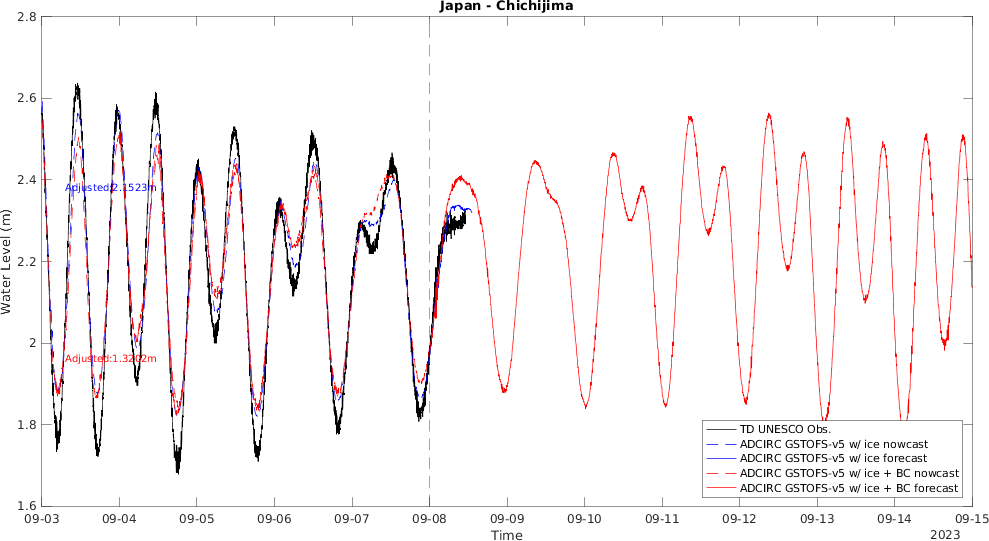 Japan - Chichijima
2.8
2.6
2.4
2.2
2
1.8
1.6
Water Level (m)
Adjusted:2.1523m
Adjusted:1.3202m
TD UNESCO Obs.
ADCIRC GSTOFS-v5 w/ ice nowcast
ADCIRC GSTOFS-v5 w/ ice forecast
ADCIRC GSTOFS-v5 w/ ice + BC nowcast
ADCIRC GSTOFS-v5 w/ ice + BC forecast
09-03 09-04 09-05 09-06 09-07 09-08 09-09 09-10 09-11 09-12 09-13 09-14 09-15
Time
2023